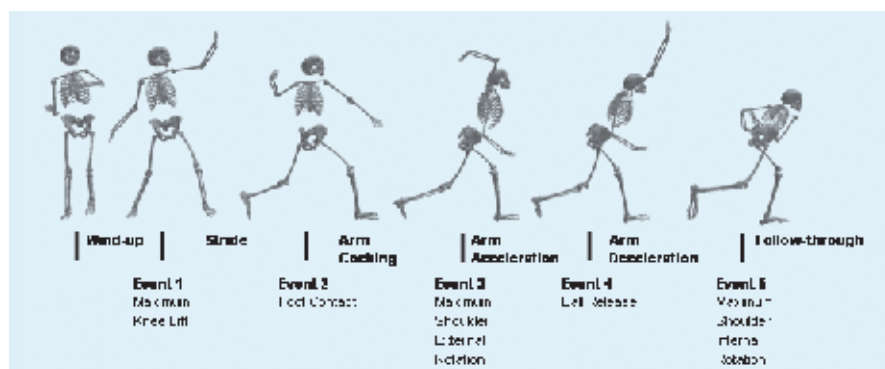 Wind-up
Stride
Arm
Cocking
Arm
Acceleration
Arm
Deceleration
Follow-through
Event 1
Maximum
Knee Lift
Event 2
Foot Contact
Event 3
Maximum
Shoulder
External
Rotation
Event 4
Ball Release
Event 5
Maximum
Shoulder
Internal
Rotation